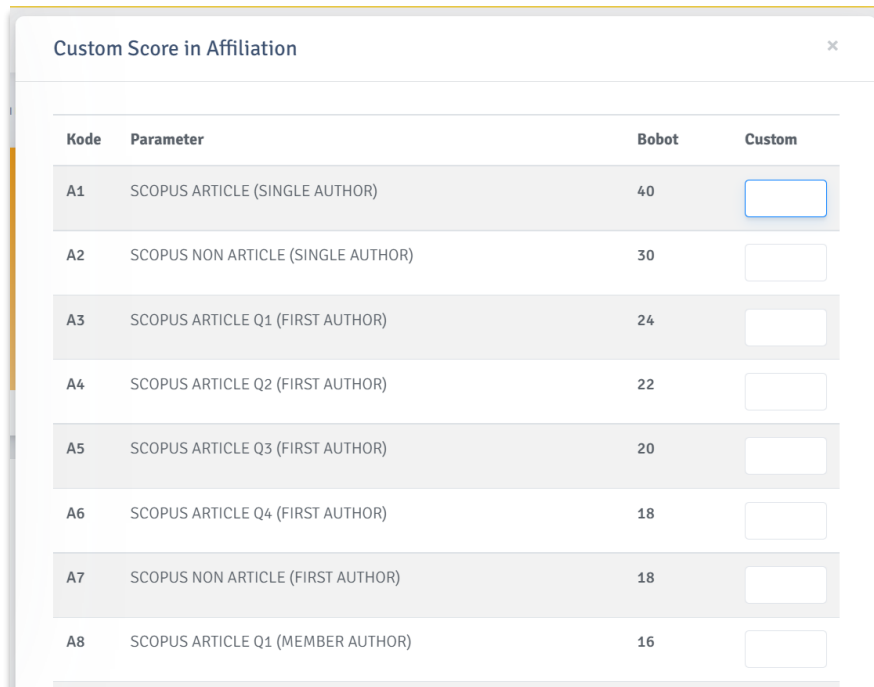 Custom Score in Affiliation ×
Kode Parameter Bobot Custom
A1 SCOPUS ARTICLE (SINGLE AUTHOR) 40
A2 SCOPUS NON ARTICLE (SINGLE AUTHOR) 30
A3 SCOPUS ARTICLE Q1 (FIRST AUTHOR) 24
A4 SCOPUS ARTICLE Q2 (FIRST AUTHOR) 22
A5 SCOPUS ARTICLE Q3 (FIRST AUTHOR) 20
A6 SCOPUS ARTICLE Q4 (FIRST AUTHOR) 18
A7 SCOPUS NON ARTICLE (FIRST AUTHOR) 18
A8 SCOPUS ARTICLE Q1 (MEMBER AUTHOR) 16